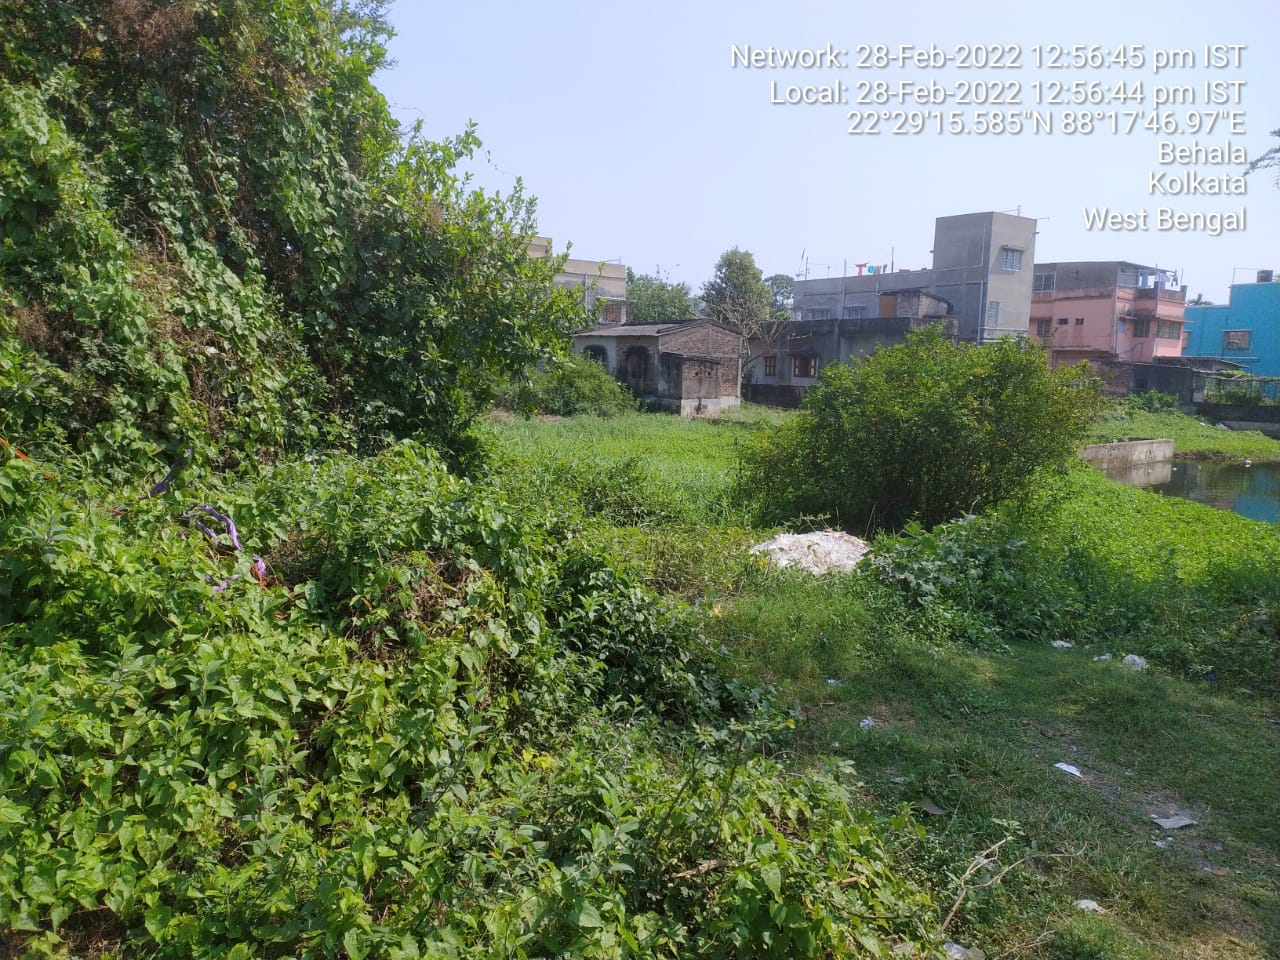 Network: 28-Feb-2022 12:56:45 pm IST
Local: 28-Feb-2022 12:56:44 pm IST
22°29'15.585"N 88°17'46.97"E
Behala
Kolkata
West Bengal